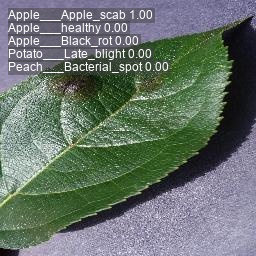 Apple___Apple_scab 1.00
Apple___healthy 0.00
Apple___Black_rot 0.00
Potato___Late_blight 0.00
Peach___Bacterial_spot 0.00